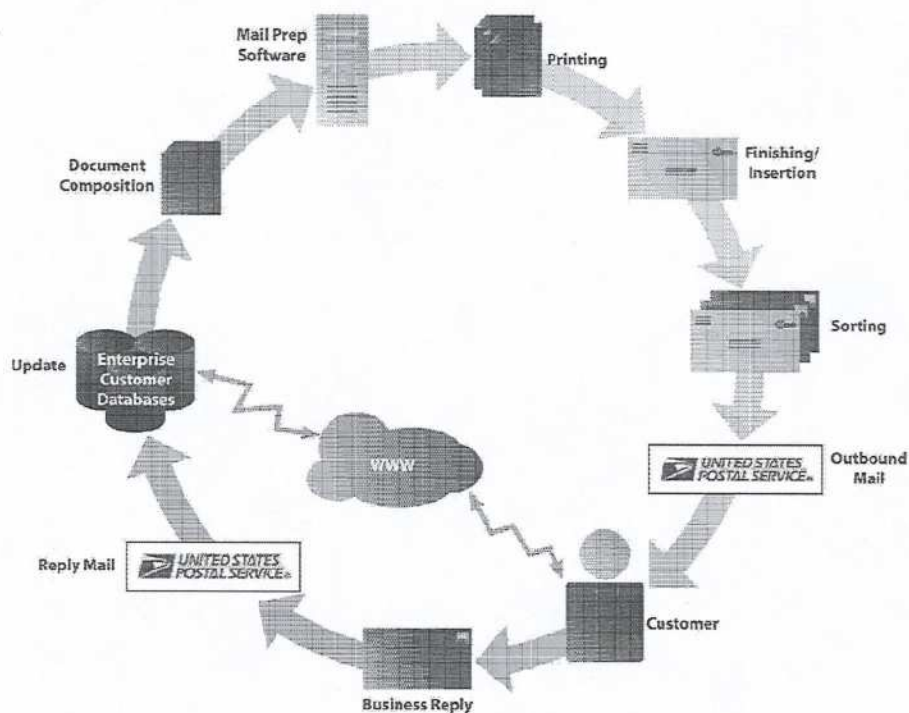 Mail Prep
Software
Printing
Document
Composition
Finishing/
Insertion
Sorting
Update
Enterprise
Customer
Databases
WWW
UNITED STATES
POSTAL SERVICE
Outbound
Mail
Reply Mail
UNITED STATES
POSTAL SERVICE
Customer
Business Reply